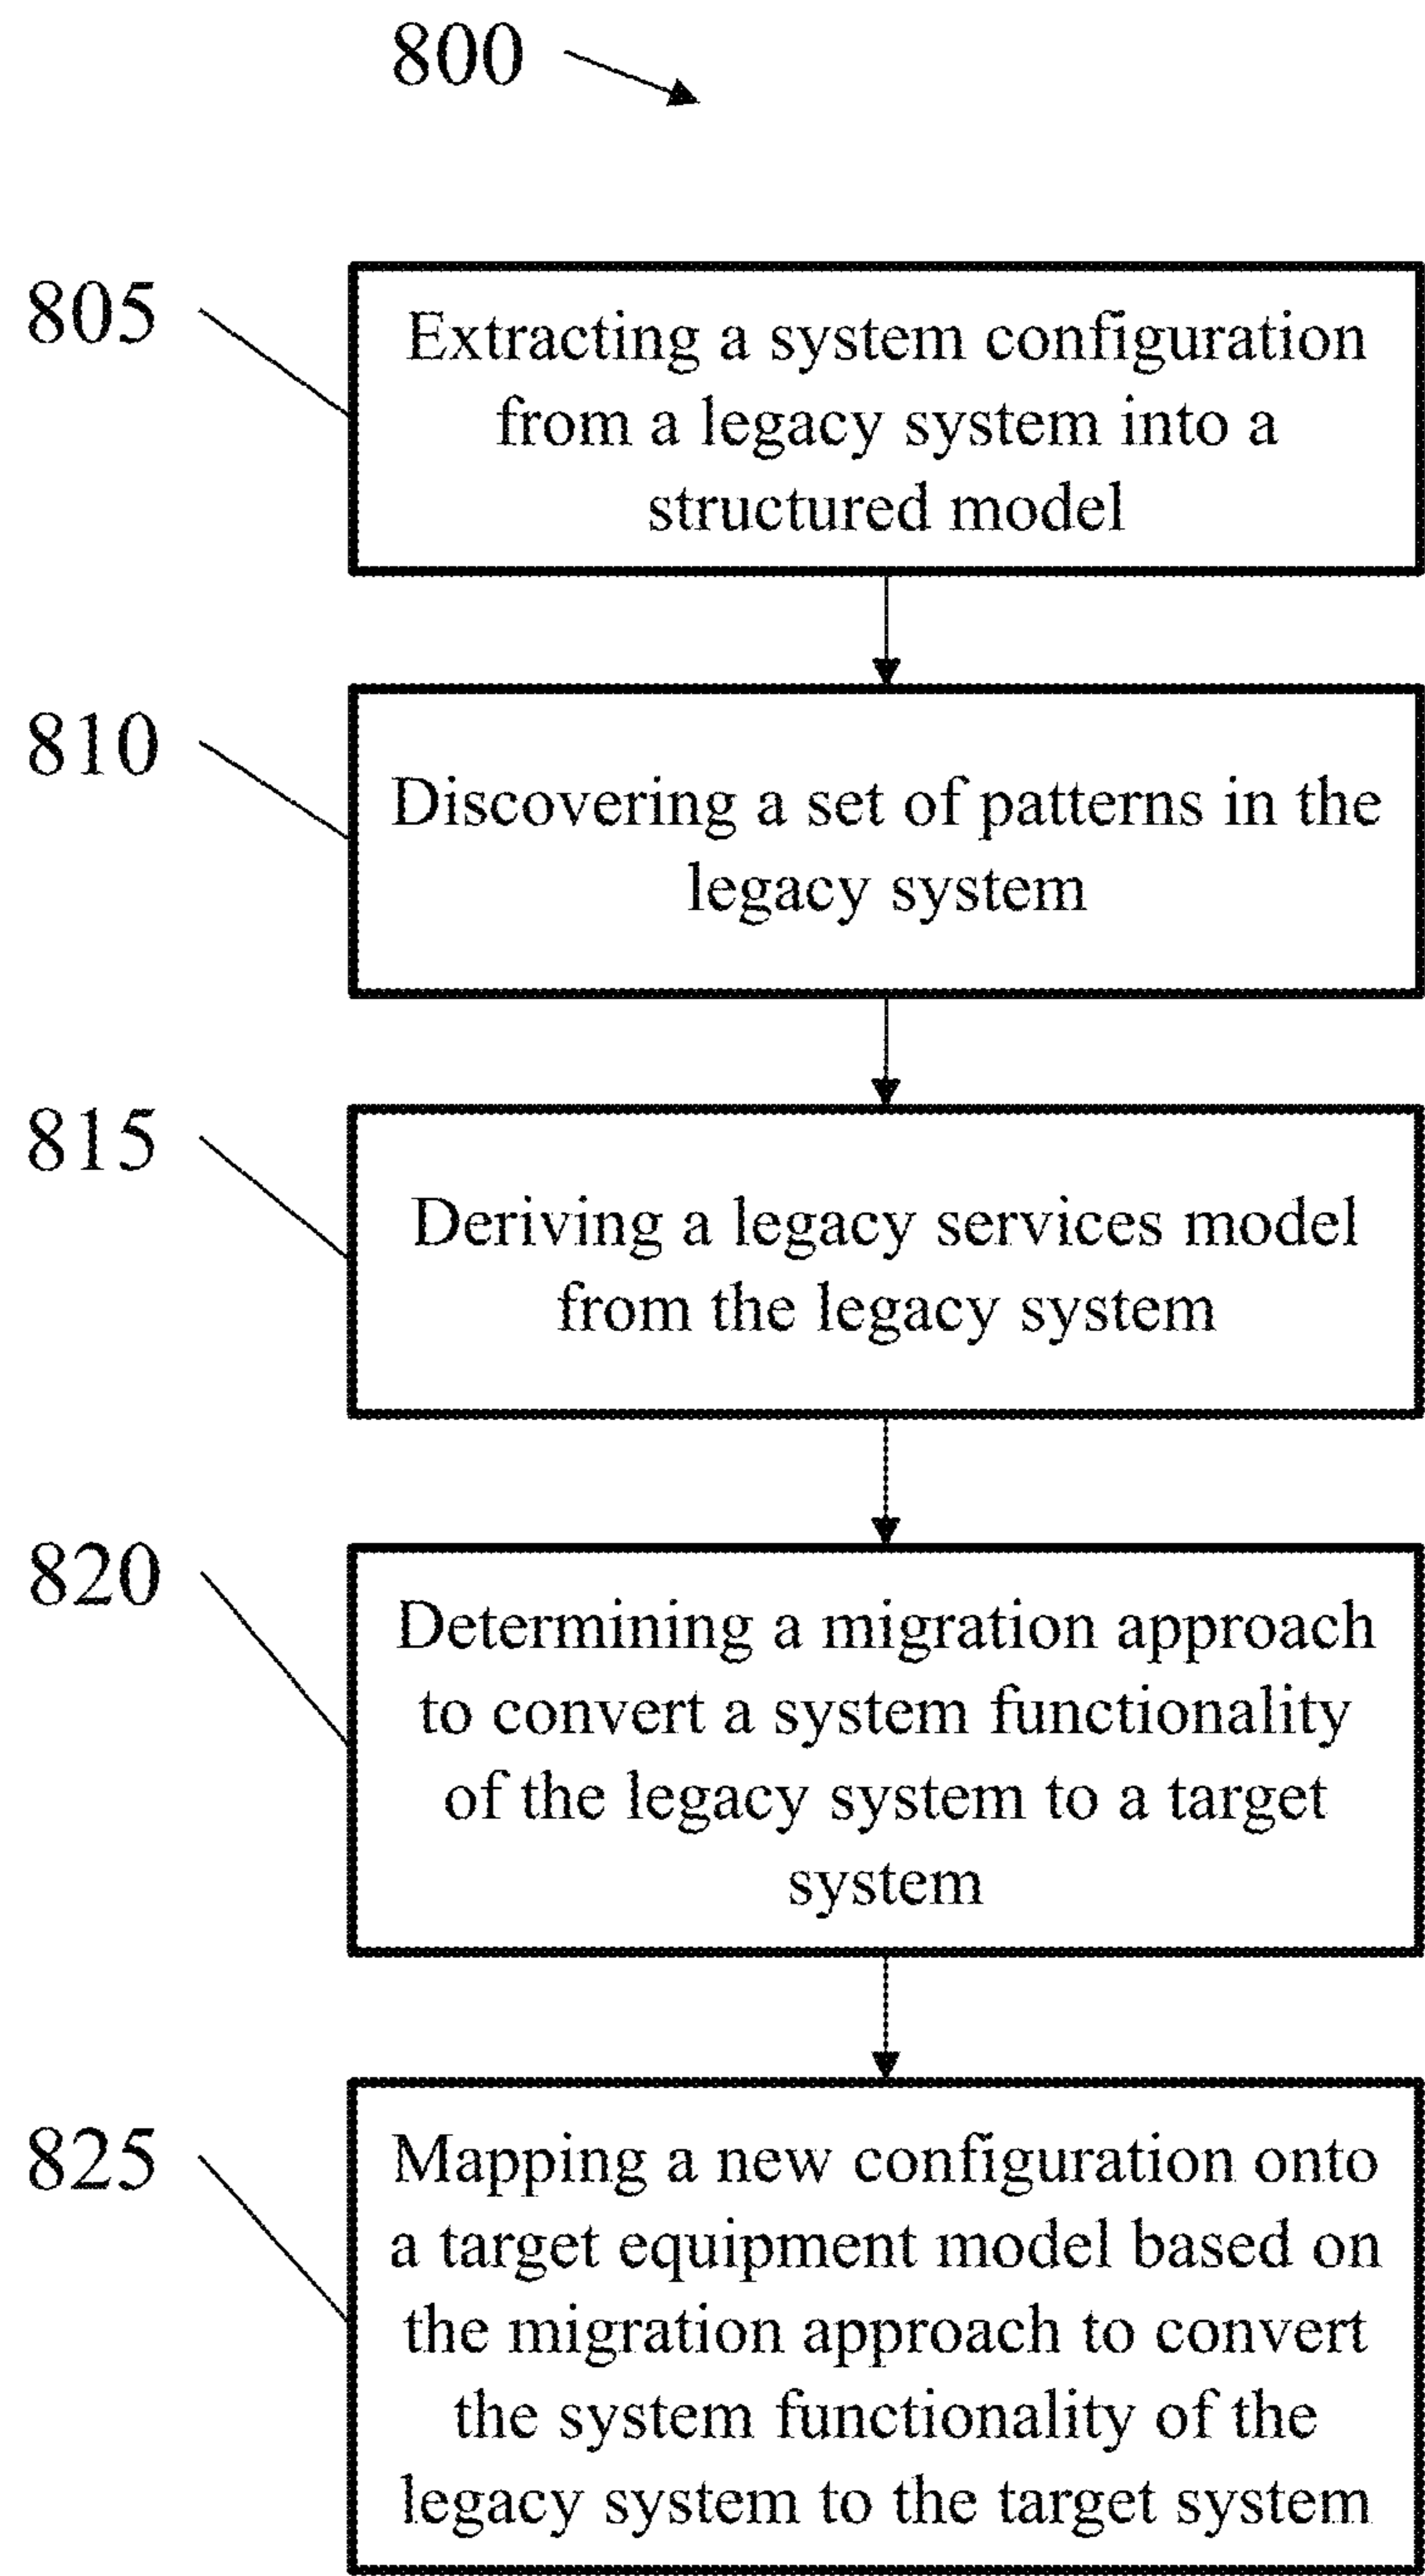 800
805
Extracting a system configuration
from a legacy system into a
structured model
810
Discovering a set of patterns in the
legacy system
815
Deriving a legacy services model
from the legacy system
820
Determining a migration approach
to convert a system functionality
of the legacy system to a target
system
825
Mapping a new configuration onto
a target equipment model based on
the migration approach to convert
the system functionality of the
legacy system to the target system